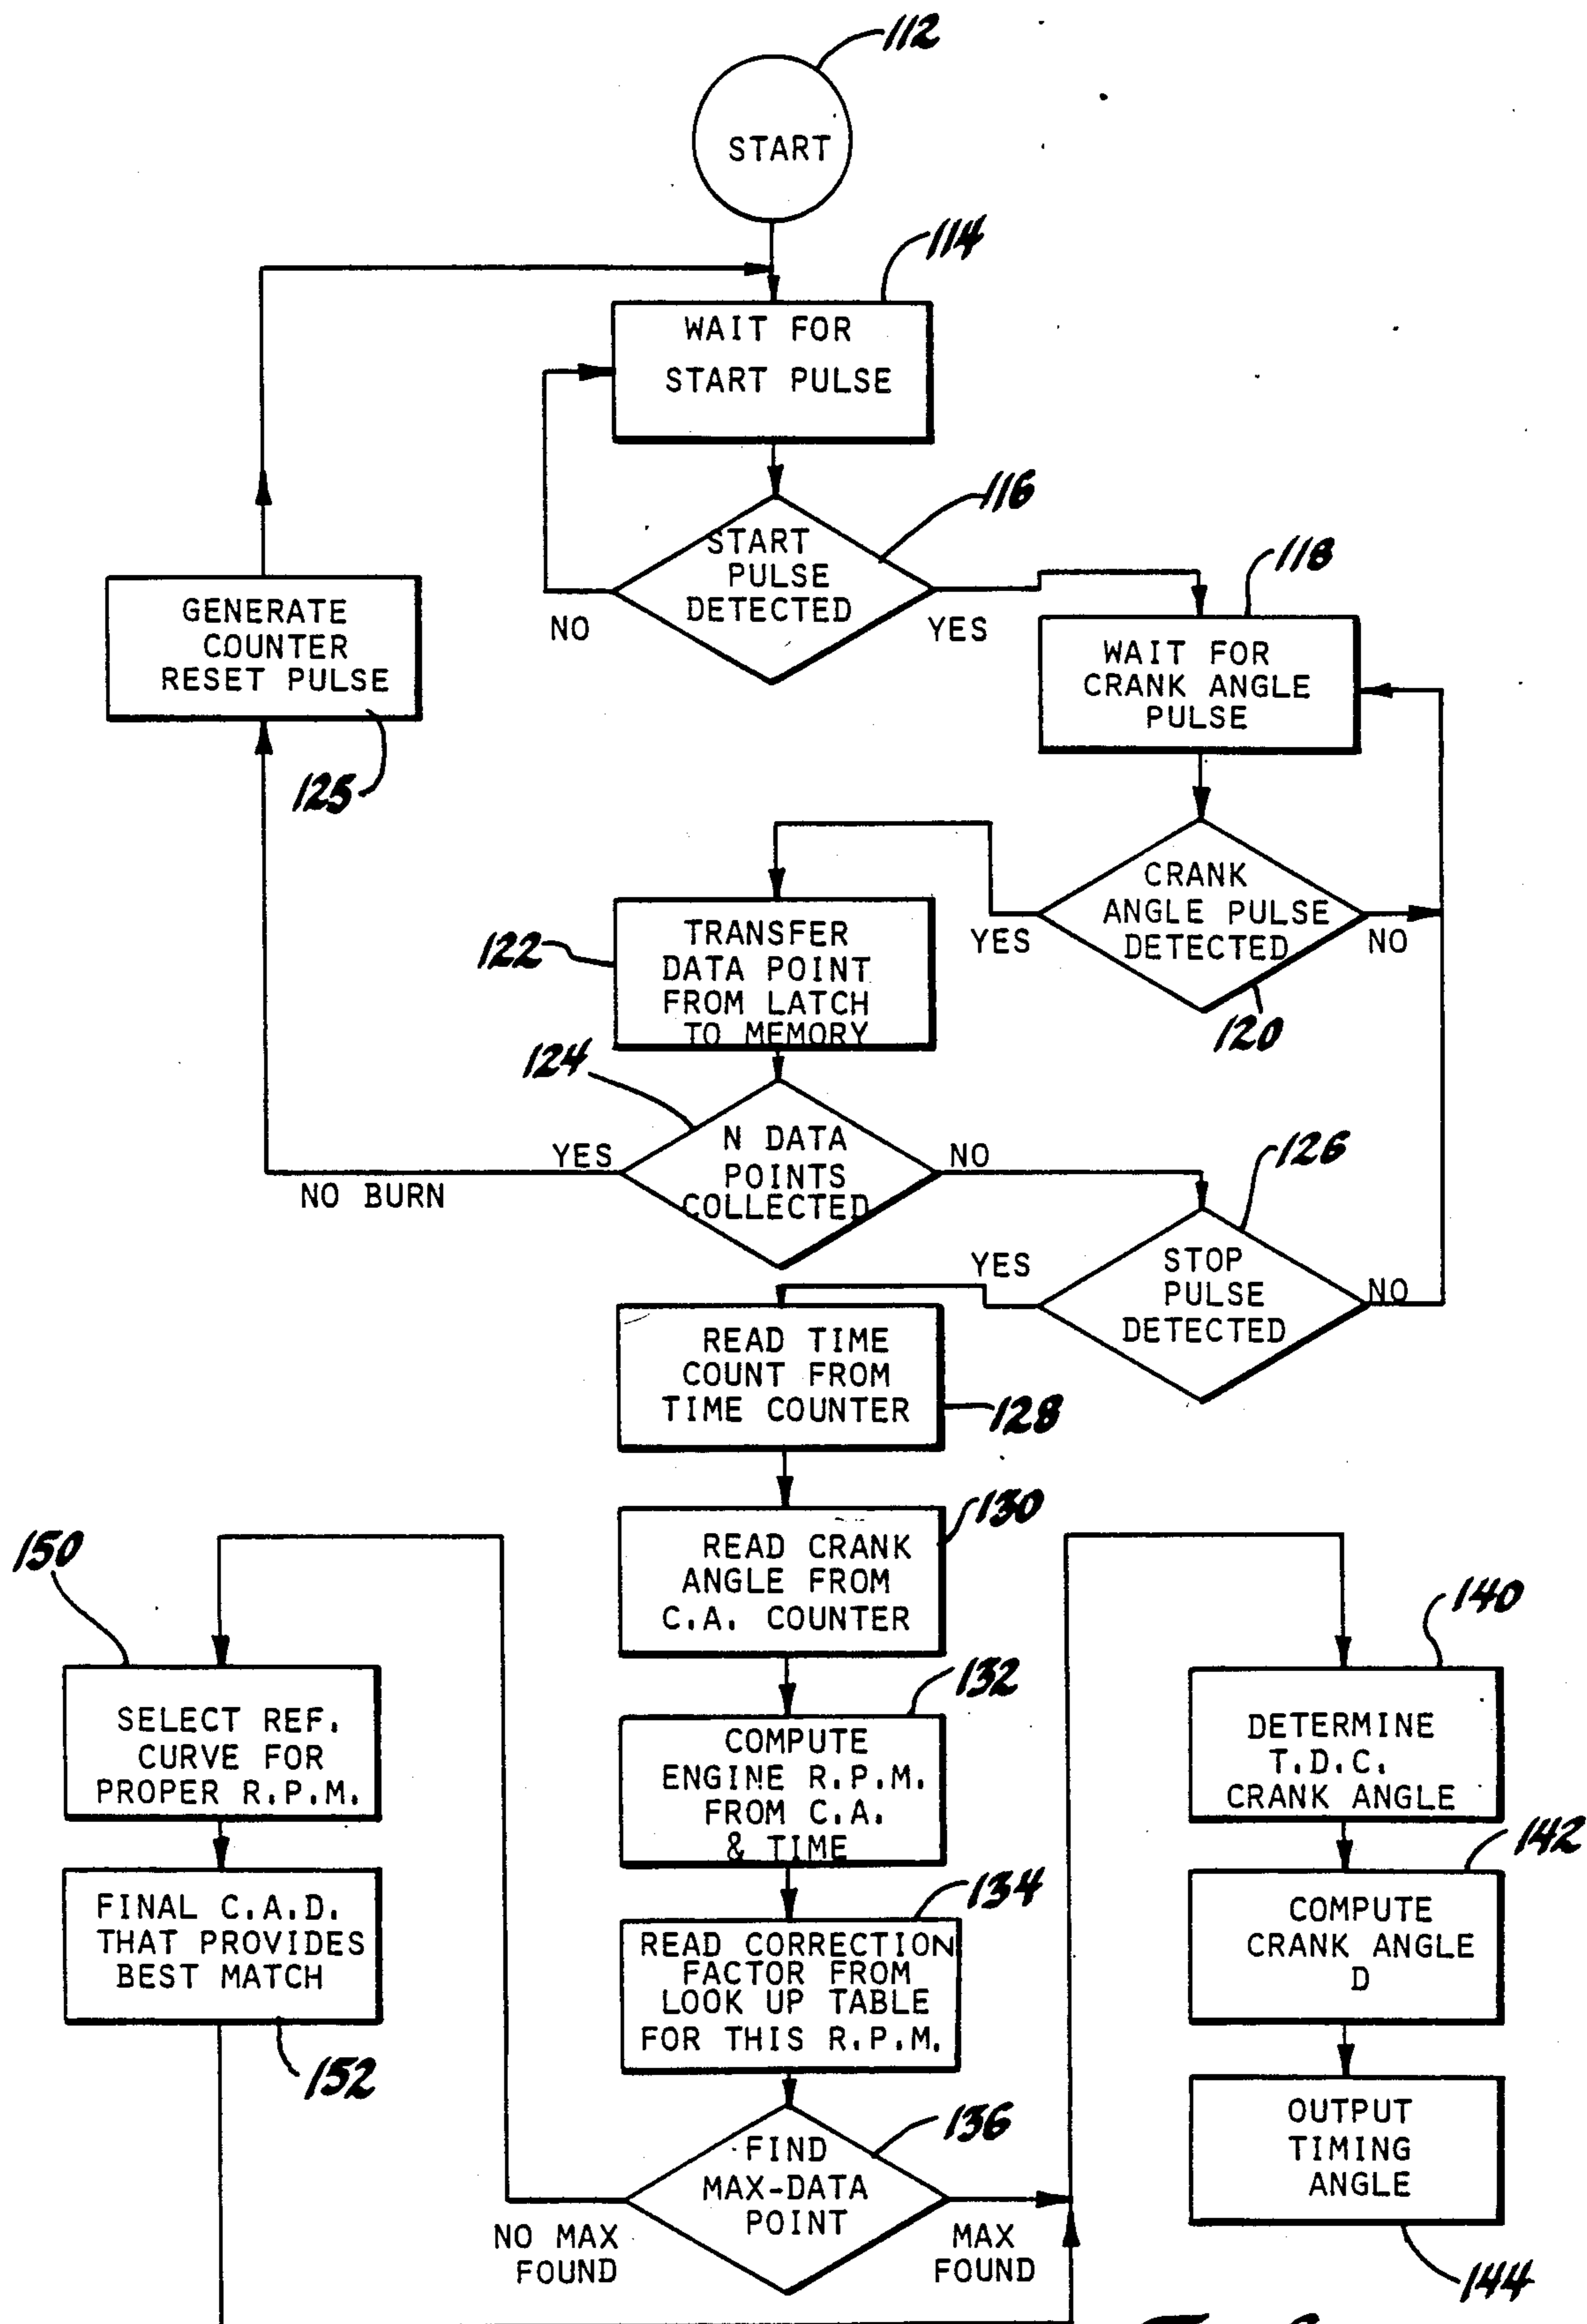 112
START
114
WAIT FOR
START PULSE
116
START
PULSE
DETECTED
NO
YES
118
WAIT FOR
CRANK ANGLE
PULSE
GENERATE
COUNTER
RESET PULSE
125
CRANK
ANGLE PULSE
DETECTED
YES
NO
120
122
TRANSFER
DATA POINT
FROM LATCH
TO MEMORY
124
N DATA
POINTS
COLLECTED
YES
NO
NO BURN
126
STOP
PULSE
DETECTED
YES
NO
READ TIME
COUNT FROM
TIME COUNTER
128
130
READ CRANK
ANGLE FROM
C.A. COUNTER
132
COMPUTE
ENGINE R.P.M.
FROM C.A.
& TIME
134
READ CORRECTION
FACTOR FROM
LOOK UP TABLE
FOR THIS R.P.M.
136
FIND
MAX-DATA
POINT
NO MAX
FOUND
MAX
FOUND
150
SELECT REF.
CURVE FOR
PROPER R.P.M.
FINAL C.A.D.
THAT PROVIDES
BEST MATCH
152
140
DETERMINE
T.D.C.
CRANK ANGLE
142
COMPUTE
CRANK ANGLE
D
OUTPUT
TIMING
ANGLE
144